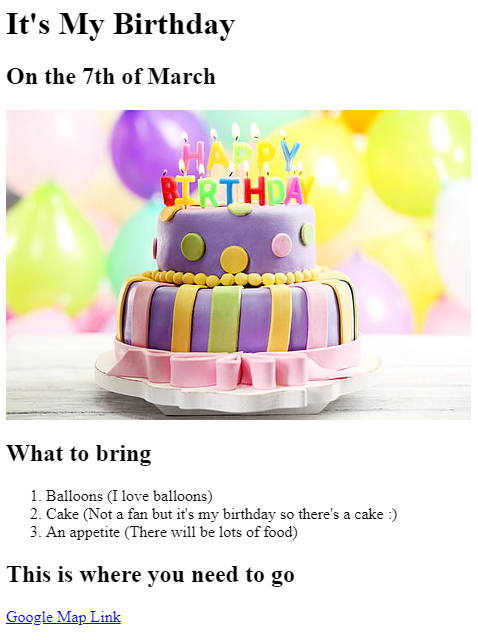 It's My Birthday
On the 7th of March
HAPPY
BIRTHDAY
What to bring
1. Balloons (I love balloons)
2. Cake (Not a fan but it's my birthday so there's a cake :)
3. An appetite (There will be lots of food)
This is where you need to go
Google Map Link